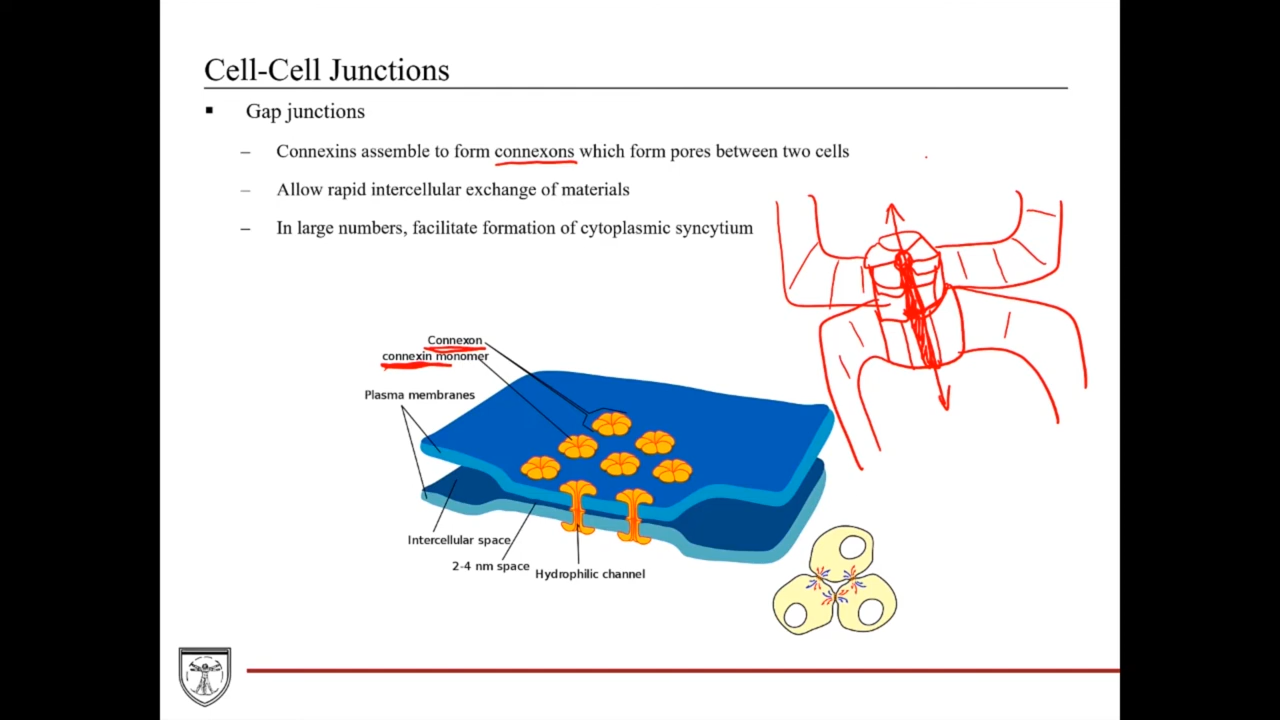 Cell-Cell Junctions
▪ Gap junctions
– Connexins assemble to form connexons which form pores between two cells
– Allow rapid intercellular exchange of materials
– In large numbers, facilitate formation of cytoplasmic syncytium
Connexon
connexin monomer
Plasma membranes
Intercellular space
2-4 nm space
Hydrophilic channel